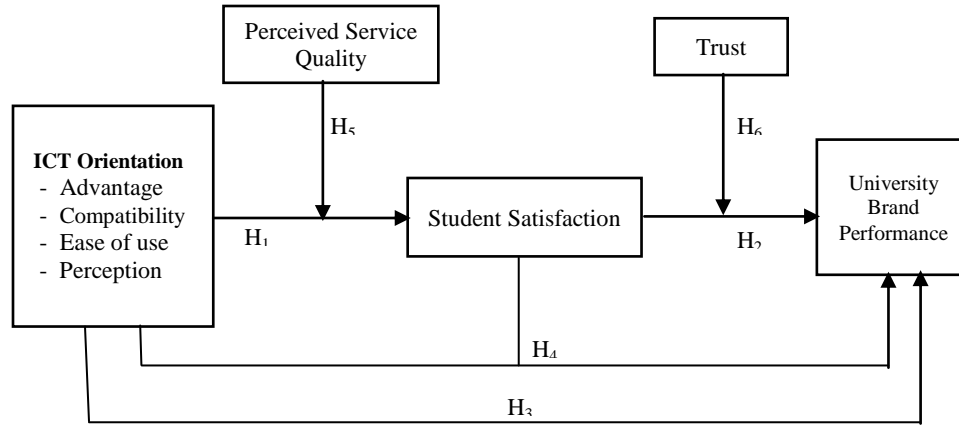 Perceived Service
Quality
Trust
H5
H6
ICT Orientation
- Advantage
- Compatibility
- Ease of use
- Perception
Student Satisfaction
University
Brand
Performance
H1
H2
H4
H3